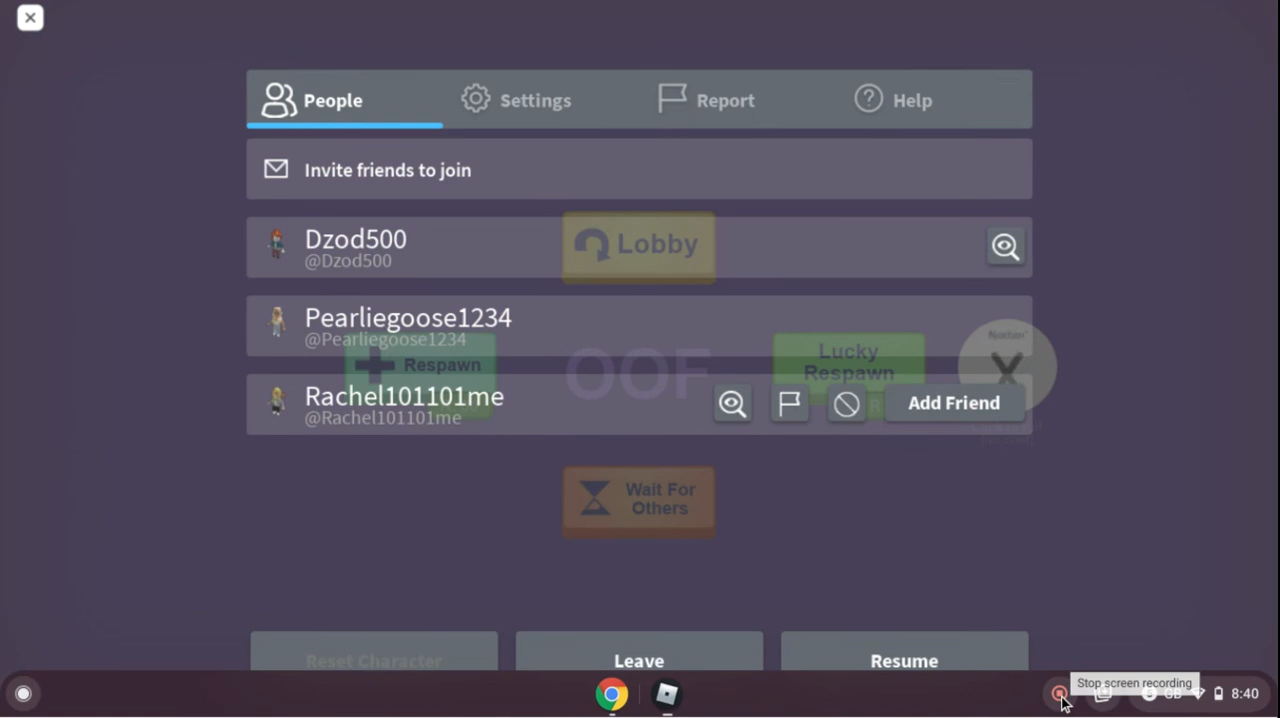 People
Settings
Report
Help
Invite friends to join
Dzod500
@Dzod500
Lobby
Pearliegoose1234
@Pearliegoose1234
Respawn
OOF
Lucky
Respawn
Rachel101101me
@Rachel101101me
Add Friend
Wait For
Others
Reset Character
Leave
Resume
Stop screen recording
GB
8:40